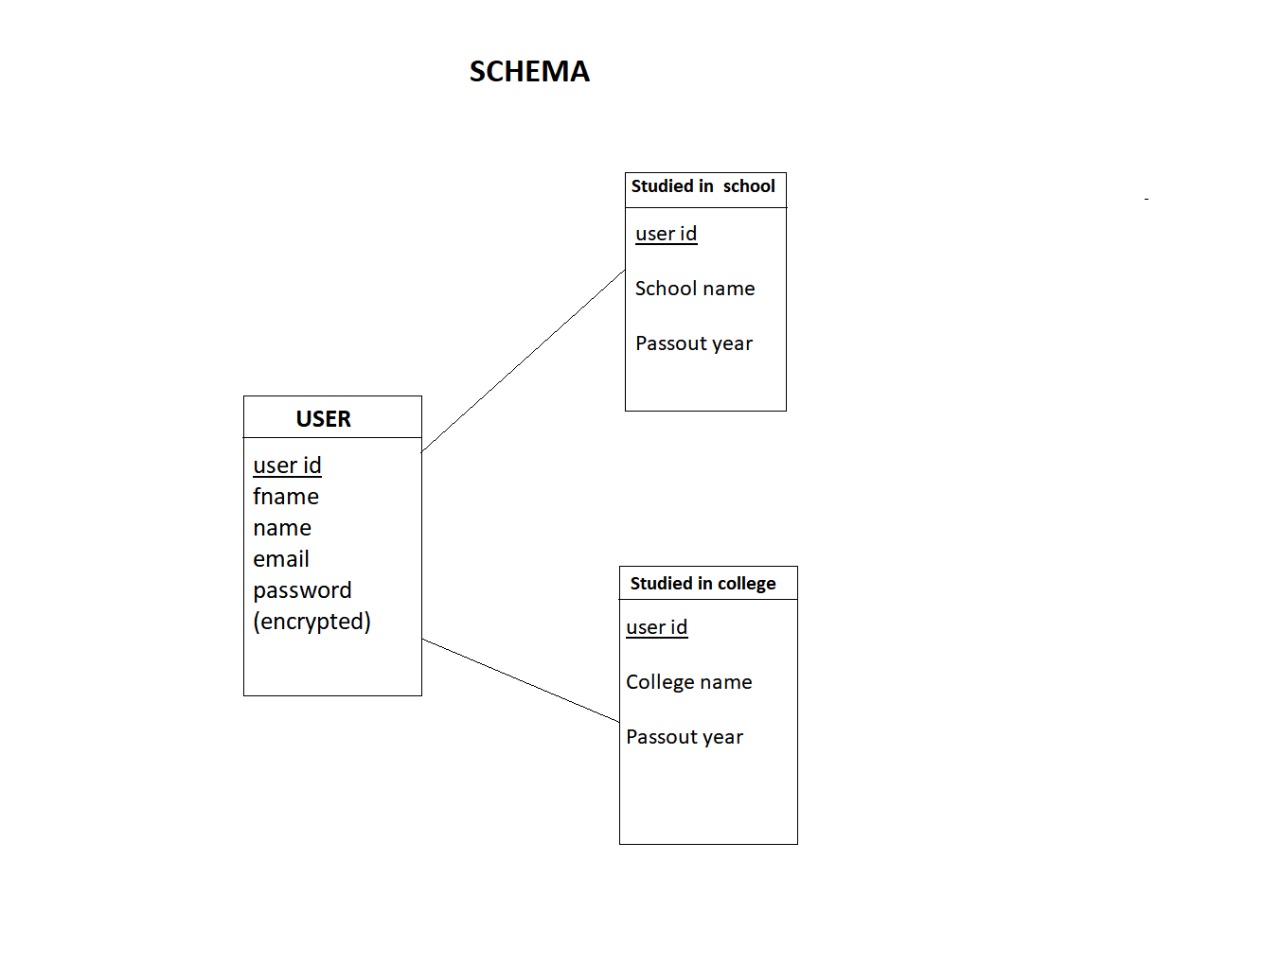 SCHEMA
Studied in  school
user id
School name
Passout year
USER
user id
fname
name
email
password
(encrypted)
Studied in college
user id
College name
Passout year